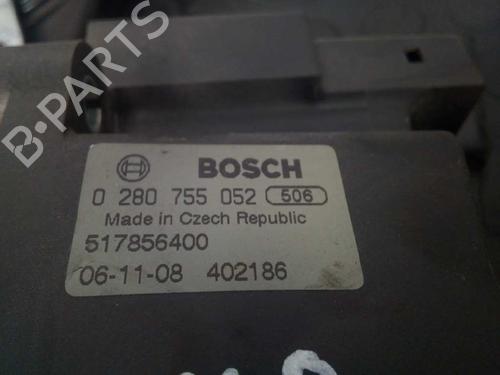 B-PARTS
BOSCH
0 280 755 052 506
Made in Czech Republic
517856400
06-11-08 402186